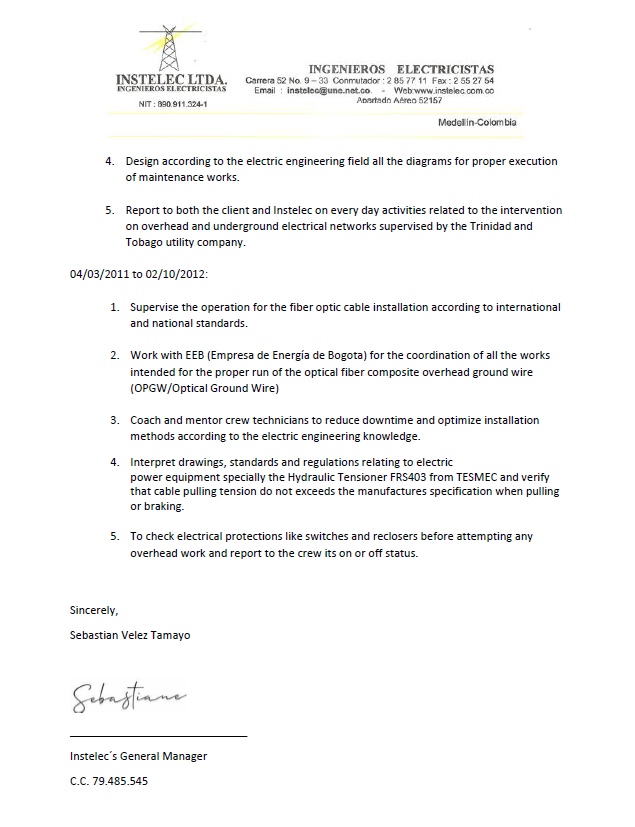 INSTELEC LTDA.
INGENIEROS ELECTRICISTAS
NIT : 890.911.324-1
INGENIEROS ELECTRICISTAS
Carrera 52 No. 9 – 33 Conmutador : 2 85 77 11 Fax : 2 55 27 54
Email : instelec@une.net.co. - Web:www.instelec.com.co
Apartado Aéreo 52157
Medellin-Colombia
4. Design according to the electric engineering field all the diagrams for proper execution
of maintenance works.
5. Report to both the client and Instelec on every day activities related to the intervention
on overhead and underground electrical networks supervised by the Trinidad and
Tobago utility company.
04/03/2011 to 02/10/2012:
1. Supervise the operation for the fiber optic cable installation according to international
and national standards.
2. Work with EEB (Empresa de Energía de Bogota) for the coordination of all the works
intended for the proper run of the optical fiber composite overhead ground wire
(OPGW/Optical Ground Wire)
3. Coach and mentor crew technicians to reduce downtime and optimize installation
methods according to the electric engineering knowledge.
4. Interpret drawings, standards and regulations relating to electric
power equipment specially the Hydraulic Tensioner FRS403 from TESMEC and verify
that cable pulling tension do not exceeds the manufactures specification when pulling
or braking.
5. To check electrical protections like switches and reclosers before attempting any
overhead work and report to the crew its on or off status.
Sincerely,
Sebastian Velez Tamayo
Sebastiane
Instelec´s General Manager
C.C. 79.485.545